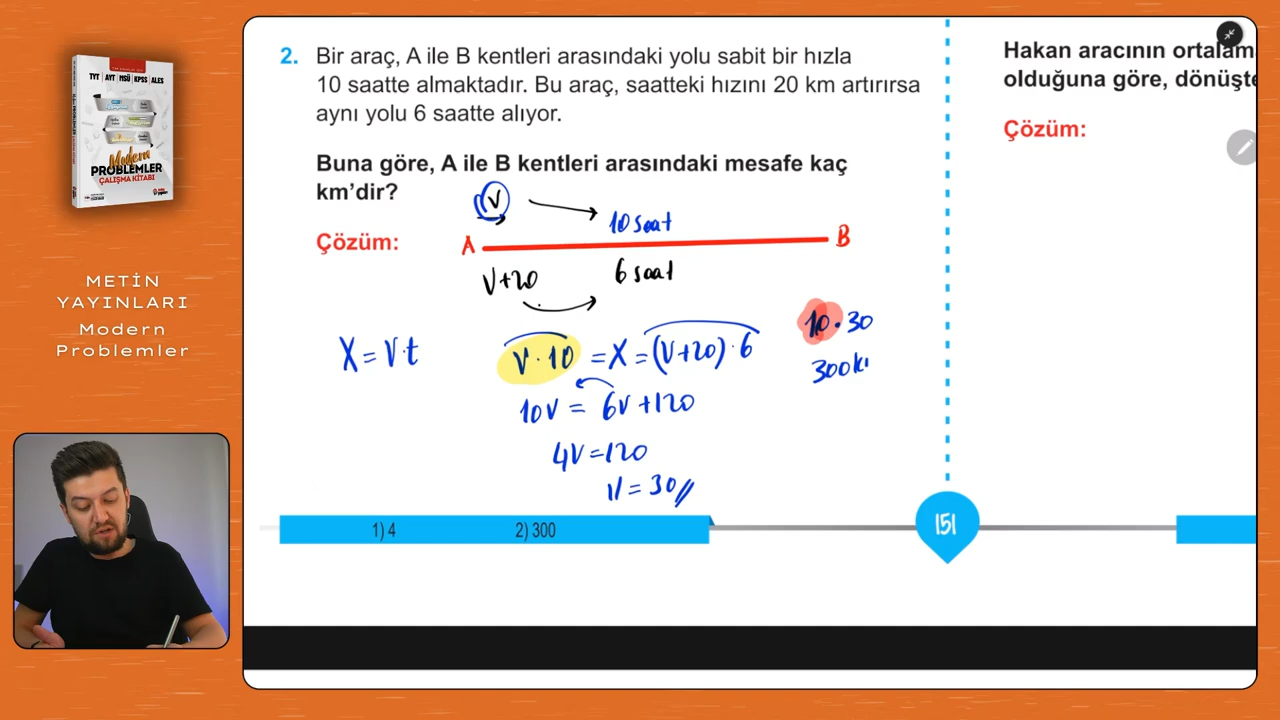 TYT AYT MSÜ KPSS ALES
Modern
PROBLEMLER
ÇALIŞMA KİTABI
METİN
YAYINLARI
Modern
Problemler
2. Bir araç, A ile B kentleri arasındaki yolu sabit bir hızla
10 saatte almaktadır. Bu araç, saatteki hızını 20 km artırırsa
aynı yolu 6 saatte alıyor.
Buna göre, A ile B kentleri arasındaki mesafe kaç
km'dir?
Çözüm:
V
10 saat
A
B
V+20
6 saat
X = V.t
V.10 = X = (V+20).6
10V = 6V+120
4V=120
V=30//
10.30
300k
1) 4
2) 300
151
Hakan aracının ortalam
olduğuna göre, dönüşte
Çözüm: